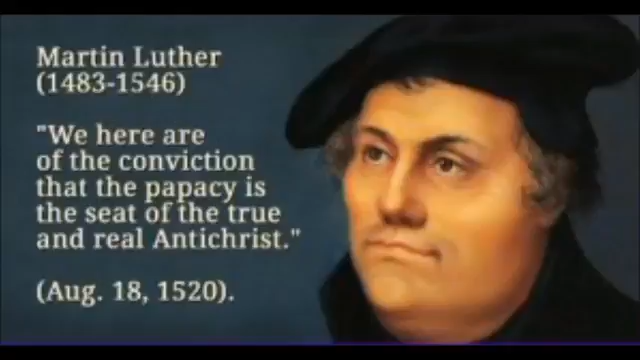 Martin Luther
(1483-1546)
"We here are
of the conviction
that the papacy is
the seat of the true
and real Antichrist."
(Aug. 18, 1520).